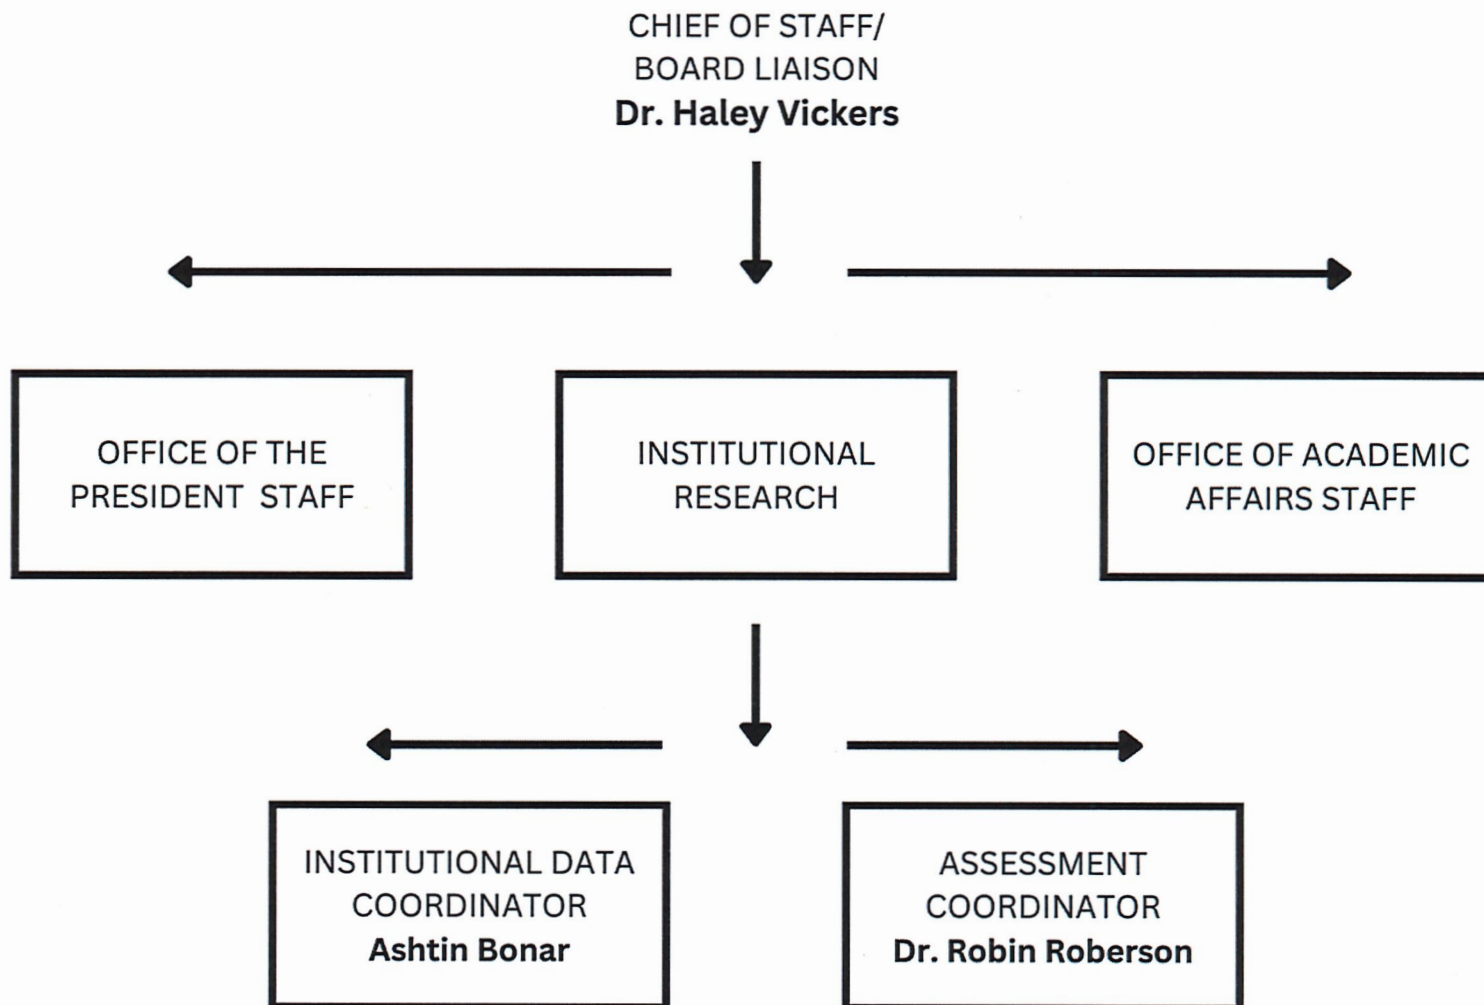 CHIEF OF STAFF/
BOARD LIAISON
Dr. Haley Vickers
OFFICE OF THE
PRESIDENT STAFF
INSTITUTIONAL
RESEARCH
OFFICE OF ACADEMIC
AFFAIRS STAFF
INSTITUTIONAL DATA
COORDINATOR
Ashtin Bonar
ASSESSMENT
COORDINATOR
Dr. Robin Roberson